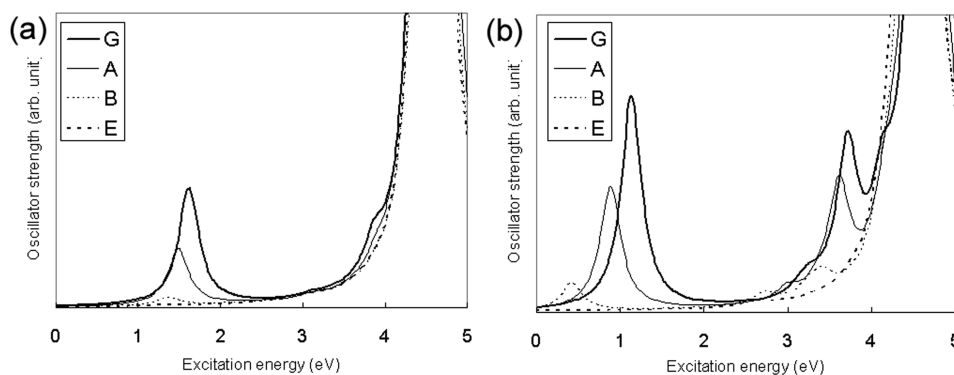 (a)
G
A
B
E
Oscillator strength (arb. unit)
0 1 2 3 4 5
Excitation energy (eV)
(b)
G
A
B
E
Oscillator strength (arb. unit)
0 1 2 3 4 5
Excitation energy (eV)